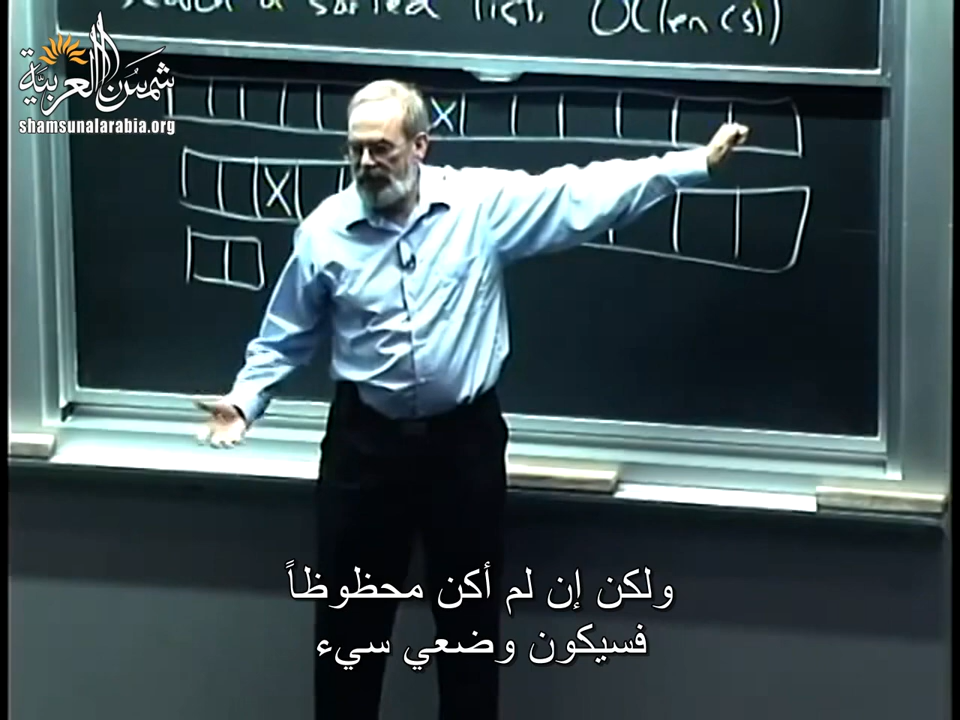 search a sorted list. O(len(s))
شمس العربية
shamsunalarabia.org
X
X
ولكن إن لم أكن محظوظاً
فسيكون وضعي سيء